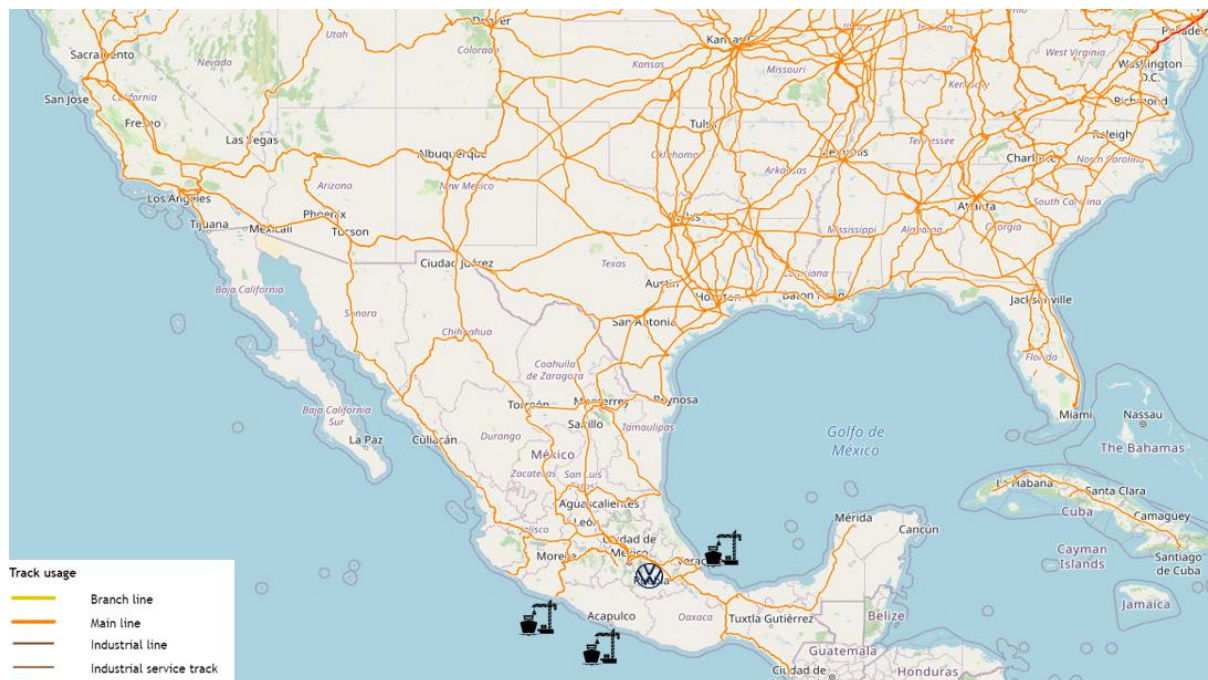 Denver
Utah
Sacramento
Nevada
Colorado
Kansas
Missouri
Indiana
West Virginia
Washington
D.C.
San Jose
California
Kentucky
Richmond
Fresno
Las Vegas
Tulsa
Raleigh
Albuquerque
Oklahoma
Memphis
Tennessee
North Carolina
Arkansas
Arizona
New Mexico
Los Angeles
South Carolina
Phoenix
Atlanta
Tijuana
Mexicali
Tucson
Mississippi
Alabama
Georgia
Ciudad Juárez
Texas
Louisiana
Baja California
Austin
Houston
Baton Rouge
Jacksonville
Sonora
San Antonio
Chihuahua
Florida
Coahuila
de Zaragoza
Baja California
Sur
Torreón
Monterrey
Reynosa
Miami
Nassau
La Paz
Culiacán
Saltillo
Tamaulipas
The Bahamas
Durango
Golfo de
México
México
Zacatecas
San Luis
Potosí
La Habana
Santa Clara
Aguascalientes
Cuba
Camagüey
León
Mérida
Cancún
Jalisco
Ciudad de
México
Santiago
de Cuba
Morelia
Veracruz
Cayman
Islands
Puebla
Acapulco
Oaxaca
Tuxtla Gutiérrez
Belize
Jamaica
Guatemala
Honduras
Ciudad de
Track usage
Branch line
Main line
Industrial line
Industrial service track